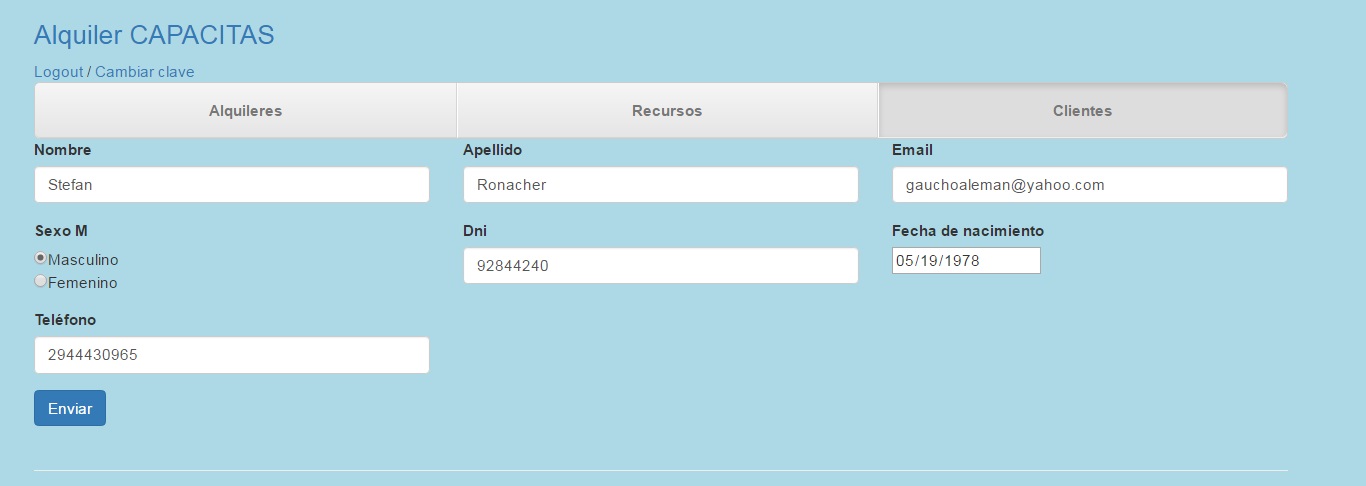 Alquiler CAPACITAS
Logout / Cambiar clave
Alquileres Recursos Clientes
Nombre Apellido Email
Stefan Ronacher gauchoaleman@yahoo.com
Sexo M Dni Fecha de nacimiento
Masculino 92844240 05/19/1978
Femenino
Teléfono
2944430965
Enviar